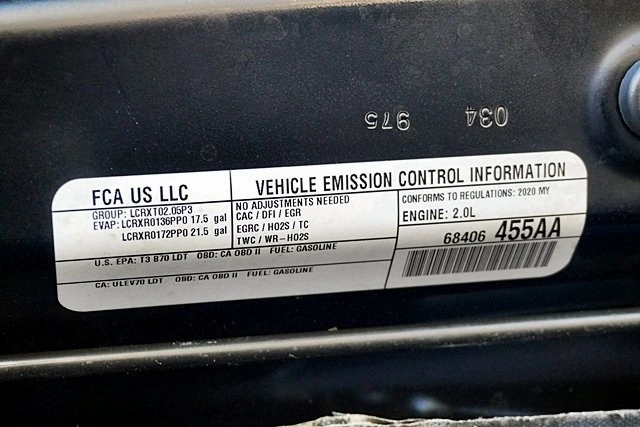 975 034
FCA US LLC
VEHICLE EMISSION CONTROL INFORMATION
GROUP: LCRXT02.05P3
EVAP: LCRXR0136PP0 17.5 gal
LCRXR0172PP0 21.5 gal
NO ADJUSTMENTS NEEDED
CAC / DFI / EGR
EGRC / HO2S / TC
TWC / WR-HO2S
CONFORMS TO REGULATIONS: 2020 MY
ENGINE: 2.0L
68406 455AA
U.S. EPA: T3 B70 LDT OBD: CA OBD II FUEL: GASOLINE
CA: ULEV70 LDT OBD: CA OBD II FUEL: GASOLINE